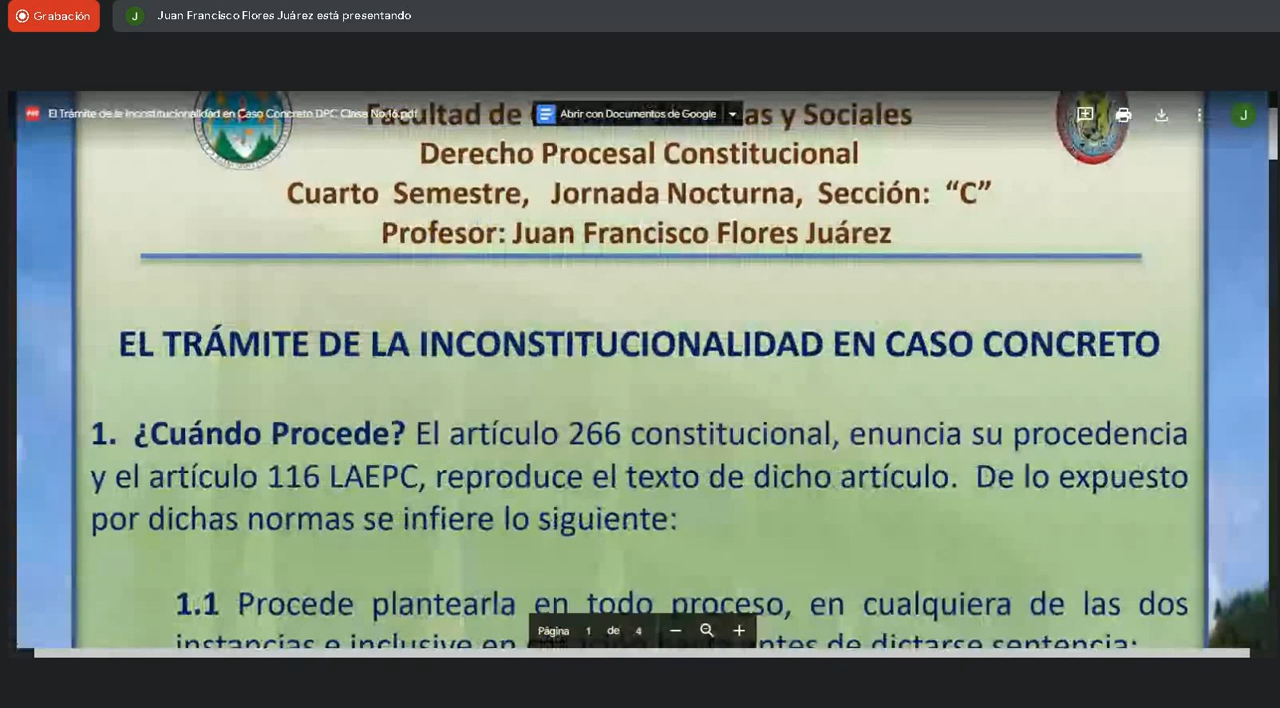 Grabación
J
Juan Francisco Flores Juárez está presentando
El Trámite de la Inconstitucionalidad en Caso Concreto DPC Clase No.16.pdf
Abrir con Documentos de Google
J
Facultad de as y Sociales
Derecho Procesal Constitucional
Cuarto Semestre, Jornada Nocturna, Sección: “C”
Profesor: Juan Francisco Flores Juárez
EL TRÁMITE DE LA INCONSTITUCIONALIDAD EN CASO CONCRETO
1. ¿Cuándo Procede? El artículo 266 constitucional, enuncia su procedencia
y el artículo 116 LAEPC, reproduce el texto de dicho artículo. De lo expuesto
por dichas normas se infiere lo siguiente:
1.1 Procede plantearla en todo proceso, en cualquiera de las dos
instancias e inclusive en antes de dictarse sentencia;
Página 1 de 4